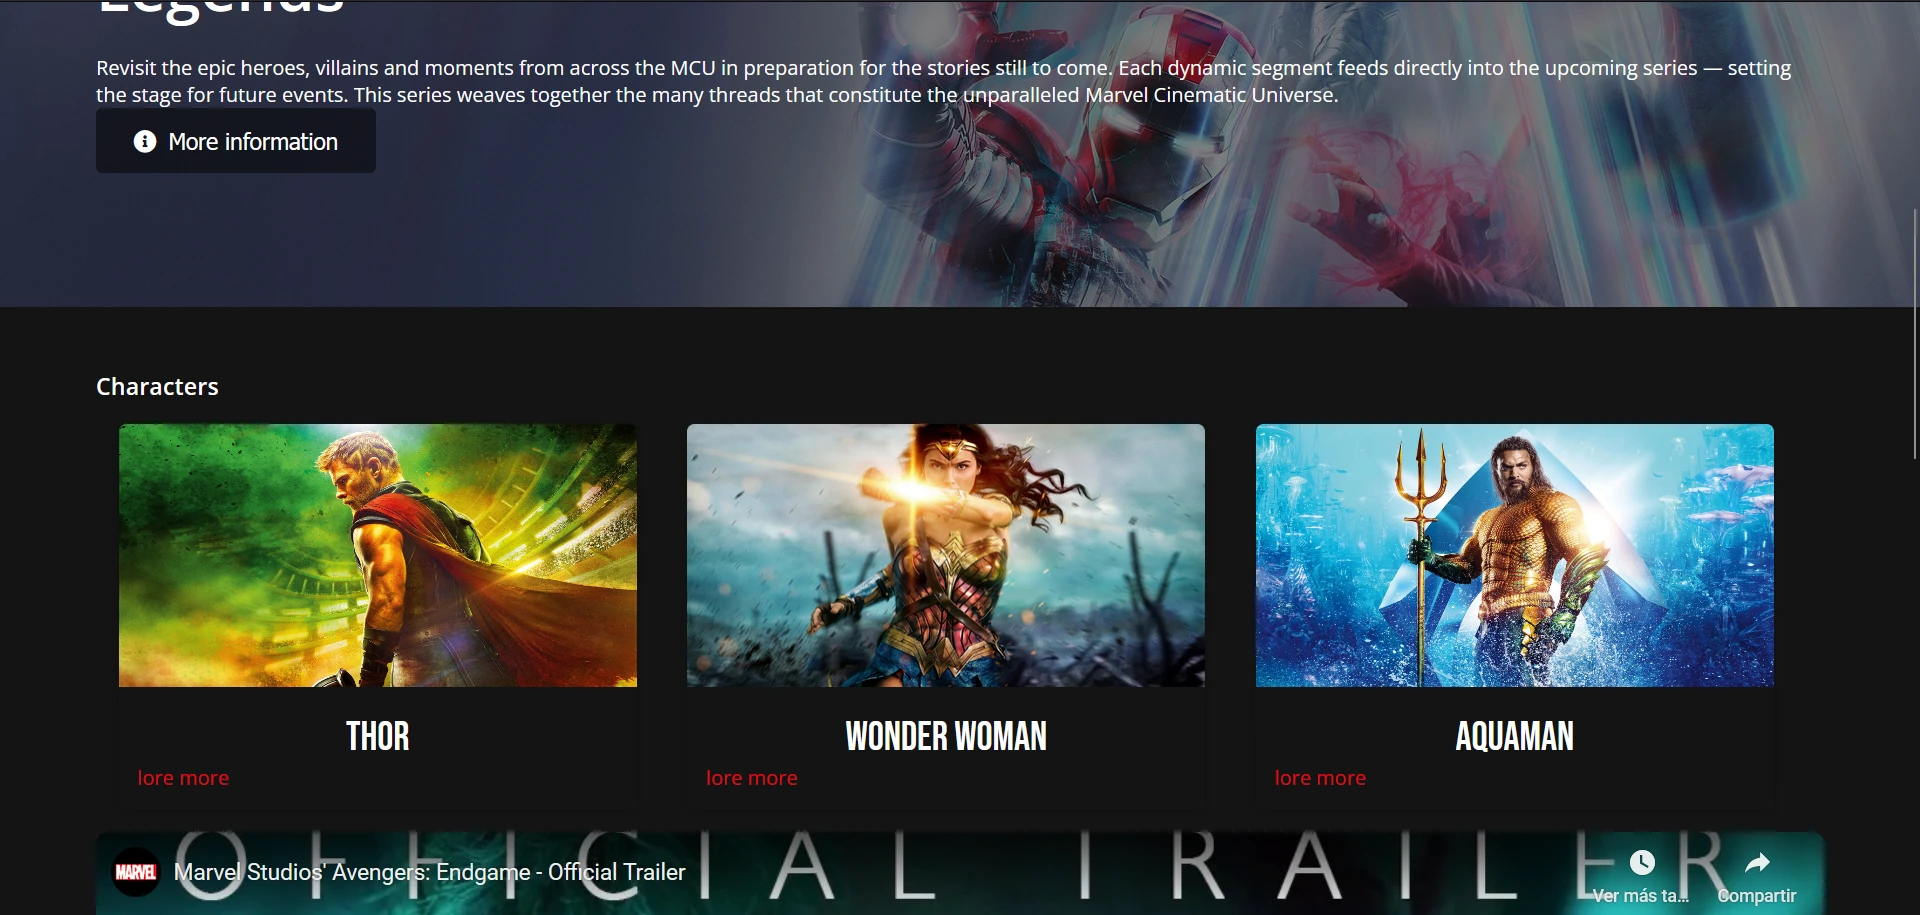 Legends
Revisit the epic heroes, villains and moments from across the MCU in preparation for the stories still to come. Each dynamic segment feeds directly into the upcoming series — setting
the stage for future events. This series weaves together the many threads that constitute the unparalleled Marvel Cinematic Universe.
More information
Characters
THOR
WONDER WOMAN
AQUAMAN
lore more
lore more
lore more
OFFICIAL TRAILER
MARVEL
Marvel Studios' Avengers: Endgame - Official Trailer
Ver más ta...
Compartir